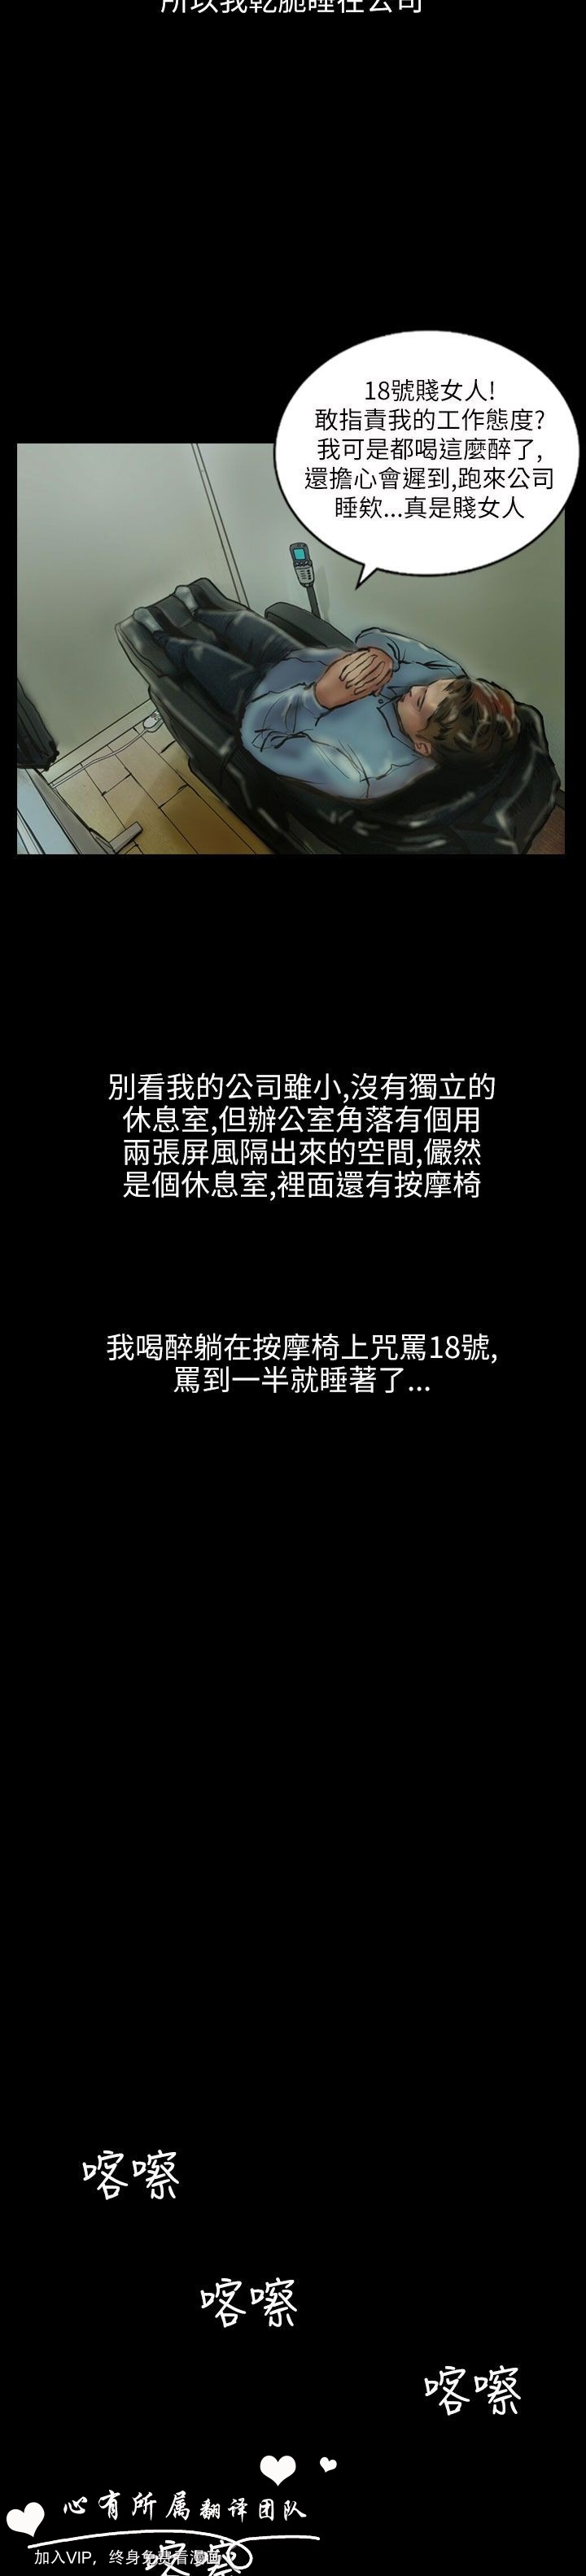 所以我乾脆睡在公司
18號賤女人!
敢指責我的工作態度?
我可是都喝這麼醉了,
還擔心會遲到,跑來公司
睡欸...真是賤女人
別看我的公司雖小,沒有獨立的
休息室,但辦公室角落有個用
兩張屏風隔出來的空間,儼然
是個休息室,裡面還有按摩椅
我喝醉躺在按摩椅上咒罵18號,
罵到一半就睡著了...
喀嚓
喀嚓
喀嚓
心有所属翻译团队
喀嚓
加入VIP，终身免费看漫画